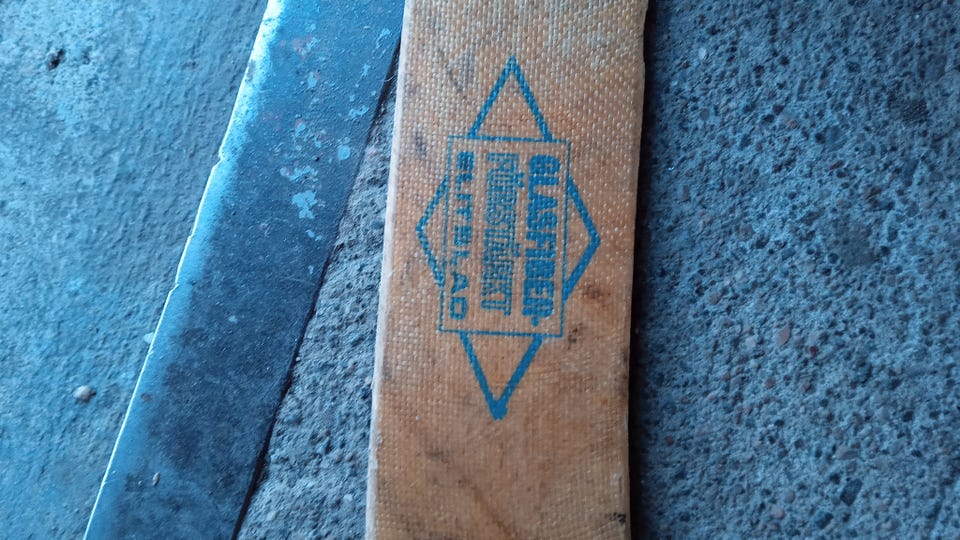 GLASFIBER-
FÖRSTÄRKT
SLITBLAD